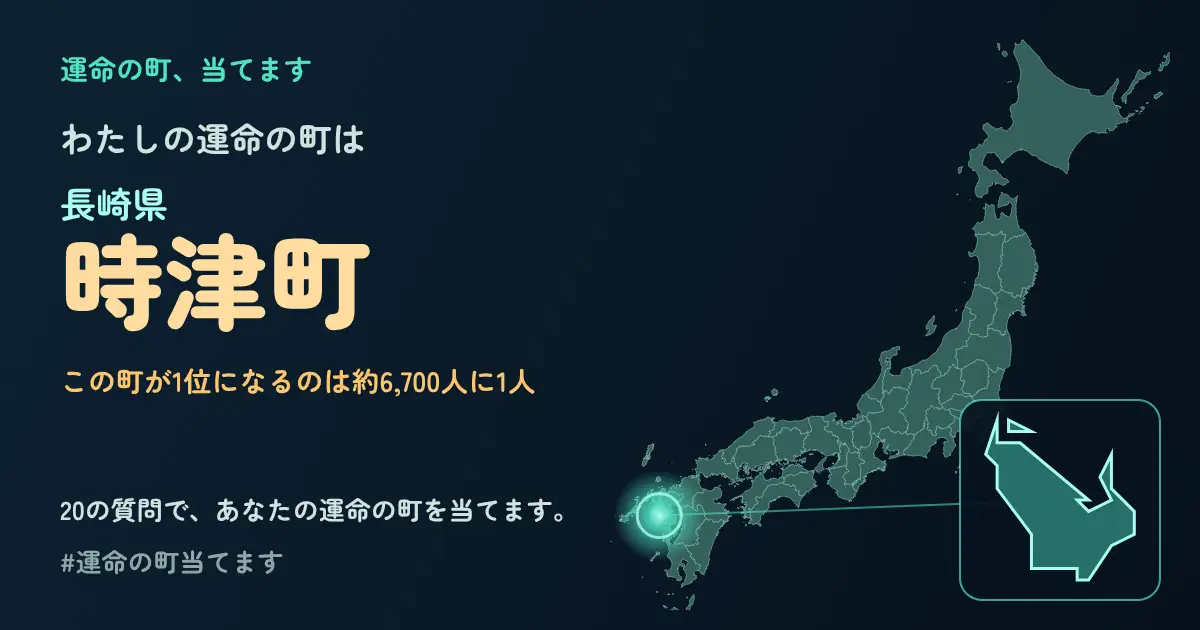 運命の町、当てます
わたしの運命の町は
長崎県
時津町
この町が1位になるのは約6,700人に1人
20の質問で、あなたの運命の町を当てます。
#運命の町当てます